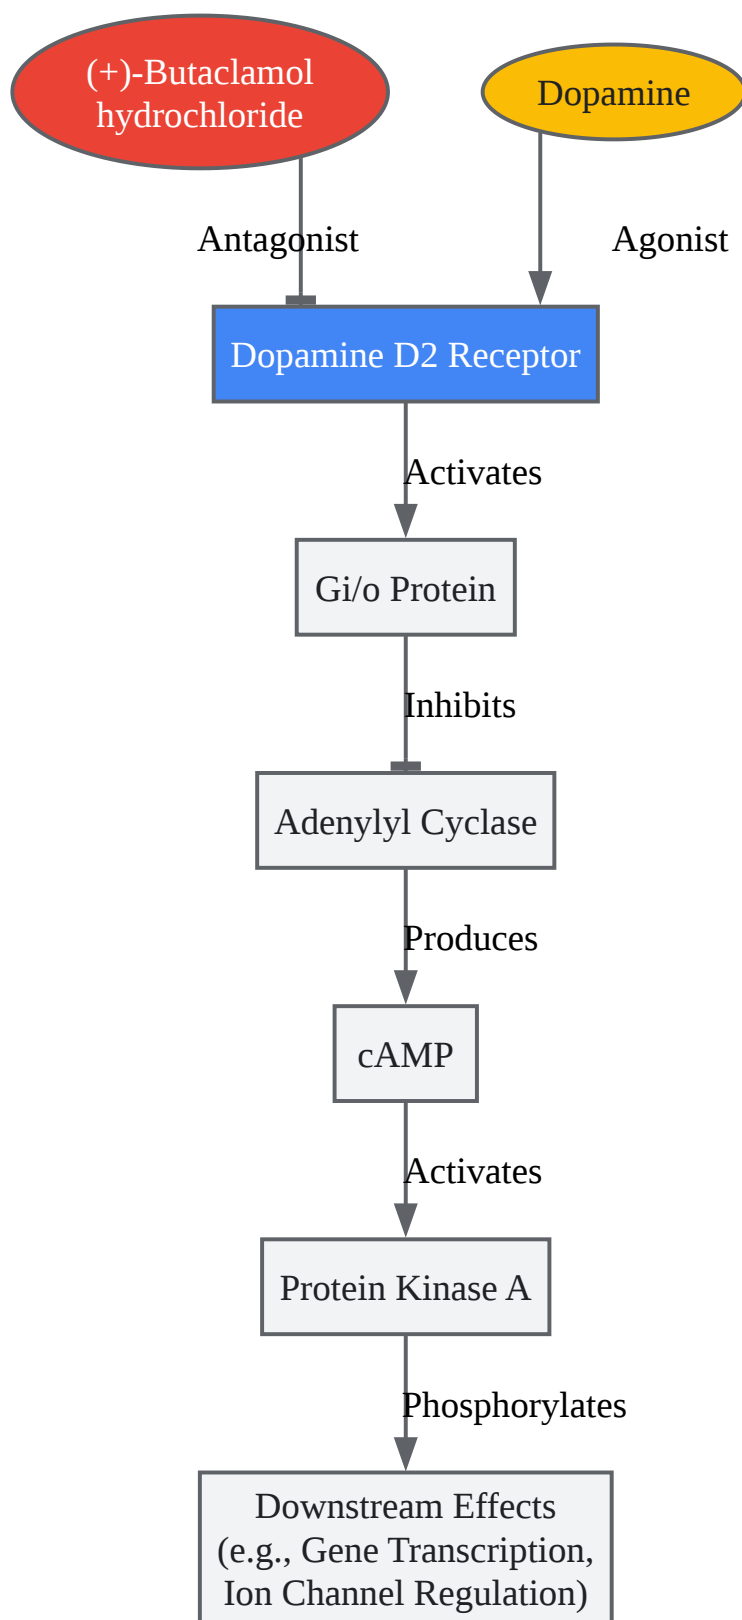 (+)-Butaclamol
hydrochloride
Dopamine
Antagonist
Agonist
Dopamine D2 Receptor
Activates
Gi/o Protein
Inhibits
Adenylyl Cyclase
Produces
cAMP
Activates
Protein Kinase A
Phosphorylates
Downstream Effects
(e.g., Gene Transcription,
Ion Channel Regulation)